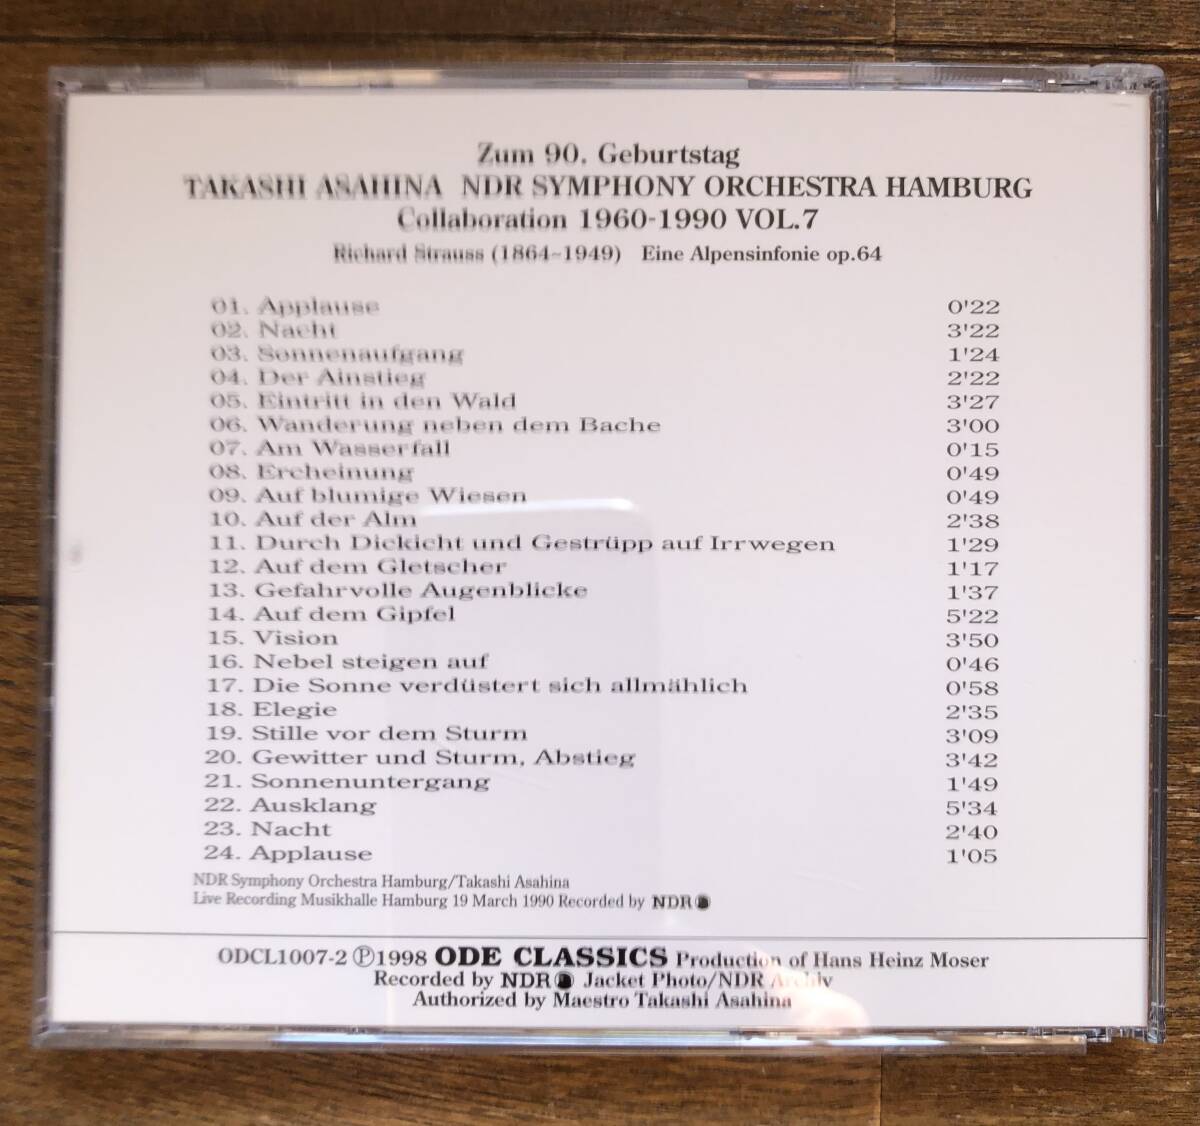 Zum 90. Geburtstag
TAKASHI ASAHINA NDR SYMPHONY ORCHESTRA HAMBURG
Collaboration 1960-1990 VOL.7
Richard Strauss (1864-1949) Eine Alpensinfonie op.64
01. Applause 0'22
02. Nacht 3'22
03. Sonnenaufgang 1'24
04. Der Ainstieg 2'22
05. Eintritt in den Wald 3'27
06. Wanderung neben dem Bache 3'00
07. Am Wasserfall 0'15
08. Ercheinung 0'49
09. Auf blumige Wiesen 0'49
10. Auf der Alm 2'38
11. Durch Dickicht und Gestrüpp auf Irrwegen 1'29
12. Auf dem Gletscher 1'17
13. Gefahrvolle Augenblicke 1'37
14. Auf dem Gipfel 5'22
15. Vision 3'50
16. Nebel steigen auf 0'46
17. Die Sonne verdüstert sich allmählich 0'58
18. Elegie 2'35
19. Stille vor dem Sturm 3'09
20. Gewitter und Sturm, Abstieg 3'42
21. Sonnenuntergang 1'49
22. Ausklang 5'34
23. Nacht 2'40
24. Applause 1'05
NDR Symphony Orchestra Hamburg/Takashi Asahina
Live Recording Musikhalle Hamburg 19 March 1990 Recorded by NDR
ODCL1007-2 Ⓟ1998 ODE CLASSICS Production of Hans Heinz Moser
Recorded by NDR Jacket Photo/NDR Archiv
Authorized by Maestro Takashi Asahina